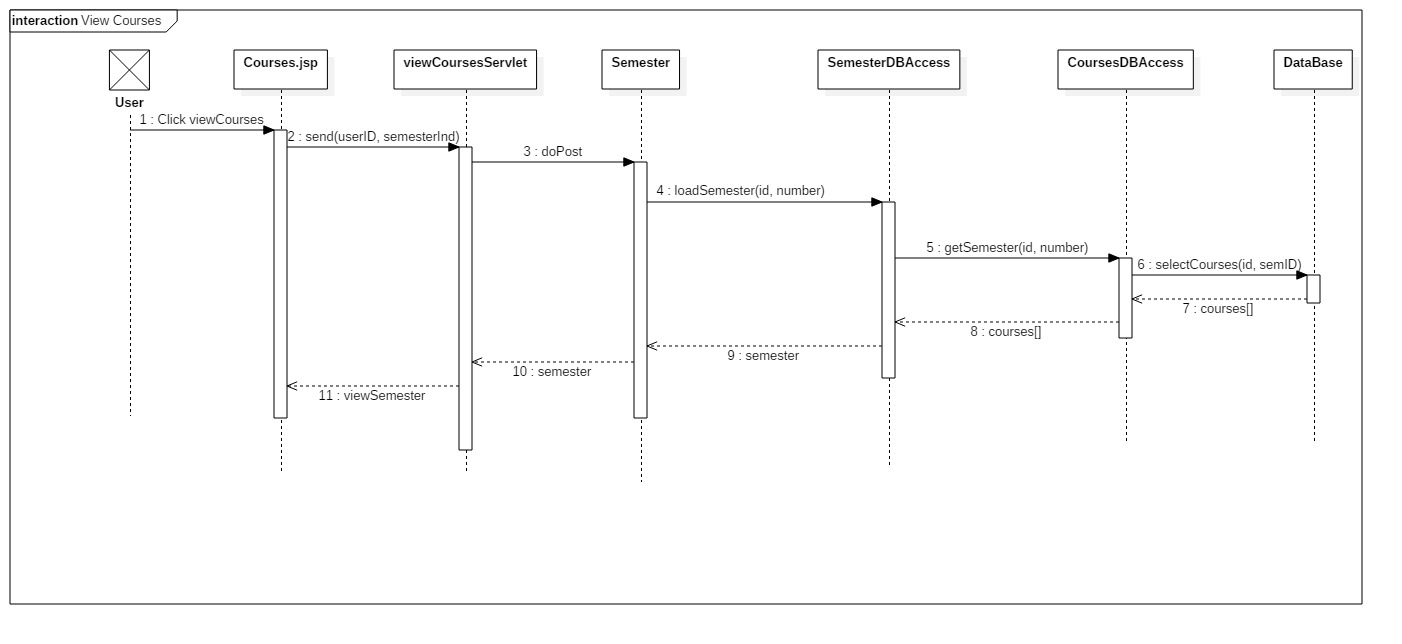 interaction View Courses
Courses.jsp
viewCoursesServlet
Semester
SemesterDBAccess
CoursesDBAccess
DataBase
User
1 : Click viewCourses
2 : send(userID, semesterInd)
3 : doPost
4 : loadSemester(id, number)
5 : getSemester(id, number)
6 : selectCourses(id, semID)
7 : courses[]
8 : courses[]
9 : semester
10 : semester
11 : viewSemester